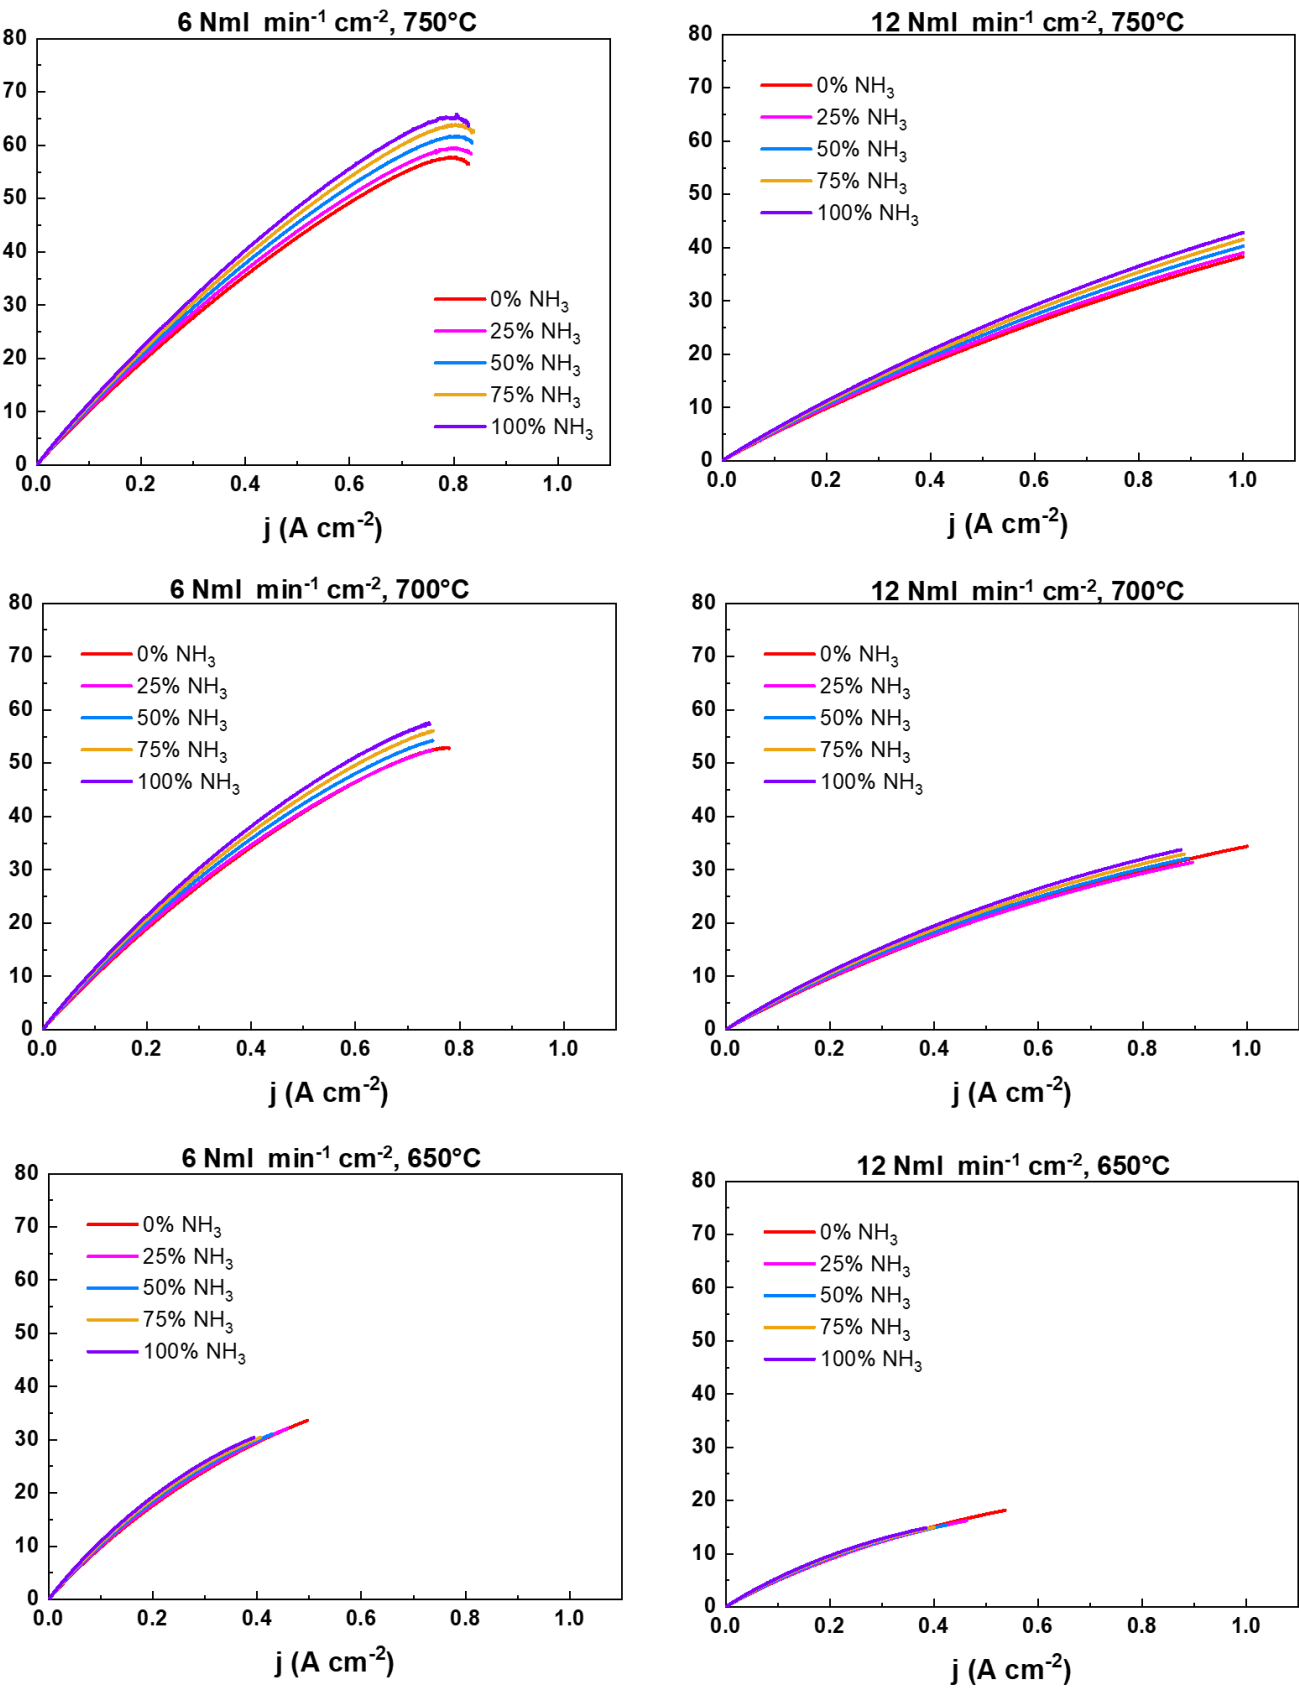 6 Nml min-1 cm-2, 750°C
80
70
60
50
40
30
20
10
0
0% NH3
25% NH3
50% NH3
75% NH3
100% NH3
0.0 0.2 0.4 0.6 0.8 1.0
j (A cm-2)
12 Nml min-1 cm-2, 750°C
80
70
60
50
40
30
20
10
0
0% NH3
25% NH3
50% NH3
75% NH3
100% NH3
0.0 0.2 0.4 0.6 0.8 1.0
j (A cm-2)
6 Nml min-1 cm-2, 700°C
80
70
60
50
40
30
20
10
0
0% NH3
25% NH3
50% NH3
75% NH3
100% NH3
0.0 0.2 0.4 0.6 0.8 1.0
j (A cm-2)
12 Nml min-1 cm-2, 700°C
80
70
60
50
40
30
20
10
0
0% NH3
25% NH3
50% NH3
75% NH3
100% NH3
0.0 0.2 0.4 0.6 0.8 1.0
j (A cm-2)
6 Nml min-1 cm-2, 650°C
80
70
60
50
40
30
20
10
0
0% NH3
25% NH3
50% NH3
75% NH3
100% NH3
0.0 0.2 0.4 0.6 0.8 1.0
j (A cm-2)
12 Nml min-1 cm-2, 650°C
80
70
60
50
40
30
20
10
0
0% NH3
25% NH3
50% NH3
75% NH3
100% NH3
0.0 0.2 0.4 0.6 0.8 1.0
j (A cm-2)